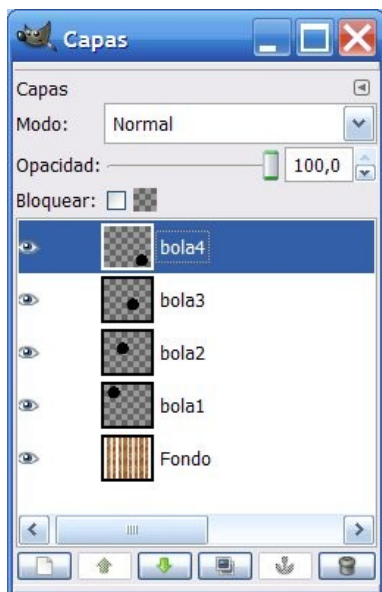 Capas
Capas
Modo: Normal
Opacidad: 100,0
Bloquear:
bola4
bola3
bola2
bola1
Fondo